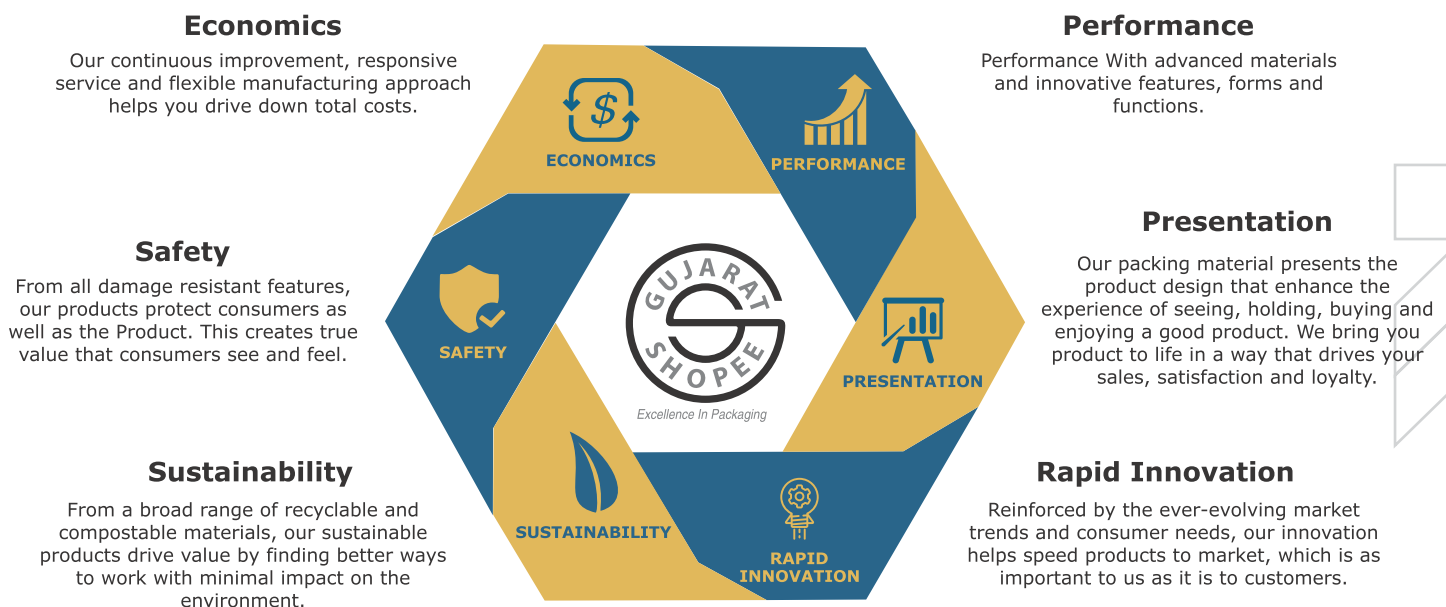 Economics
Our continuous improvement, responsive
service and flexible manufacturing approach
helps you drive down total costs.
Safety
From all damage resistant features,
our products protect consumers as
well as the Product. This creates true
value that consumers see and feel.
Sustainability
From a broad range of recyclable and
compostable materials, our sustainable
products drive value by finding better ways
to work with minimal impact on the
environment.
ECONOMICS
PERFORMANCE
SAFETY
PRESENTATION
SUSTAINABILITY
RAPID
INNOVATION
$
GUJARAT
SHOPEE
Excellence In Packaging
Performance
Performance With advanced materials
and innovative features, forms and
functions.
Presentation
Our packing material presents the
product design that enhance the
experience of seeing, holding, buying and
enjoying a good product. We bring you
product to life in a way that drives your
sales, satisfaction and loyalty.
Rapid Innovation
Reinforced by the ever-evolving market
trends and consumer needs, our innovation
helps speed products to market, which is as
important to us as it is to customers.